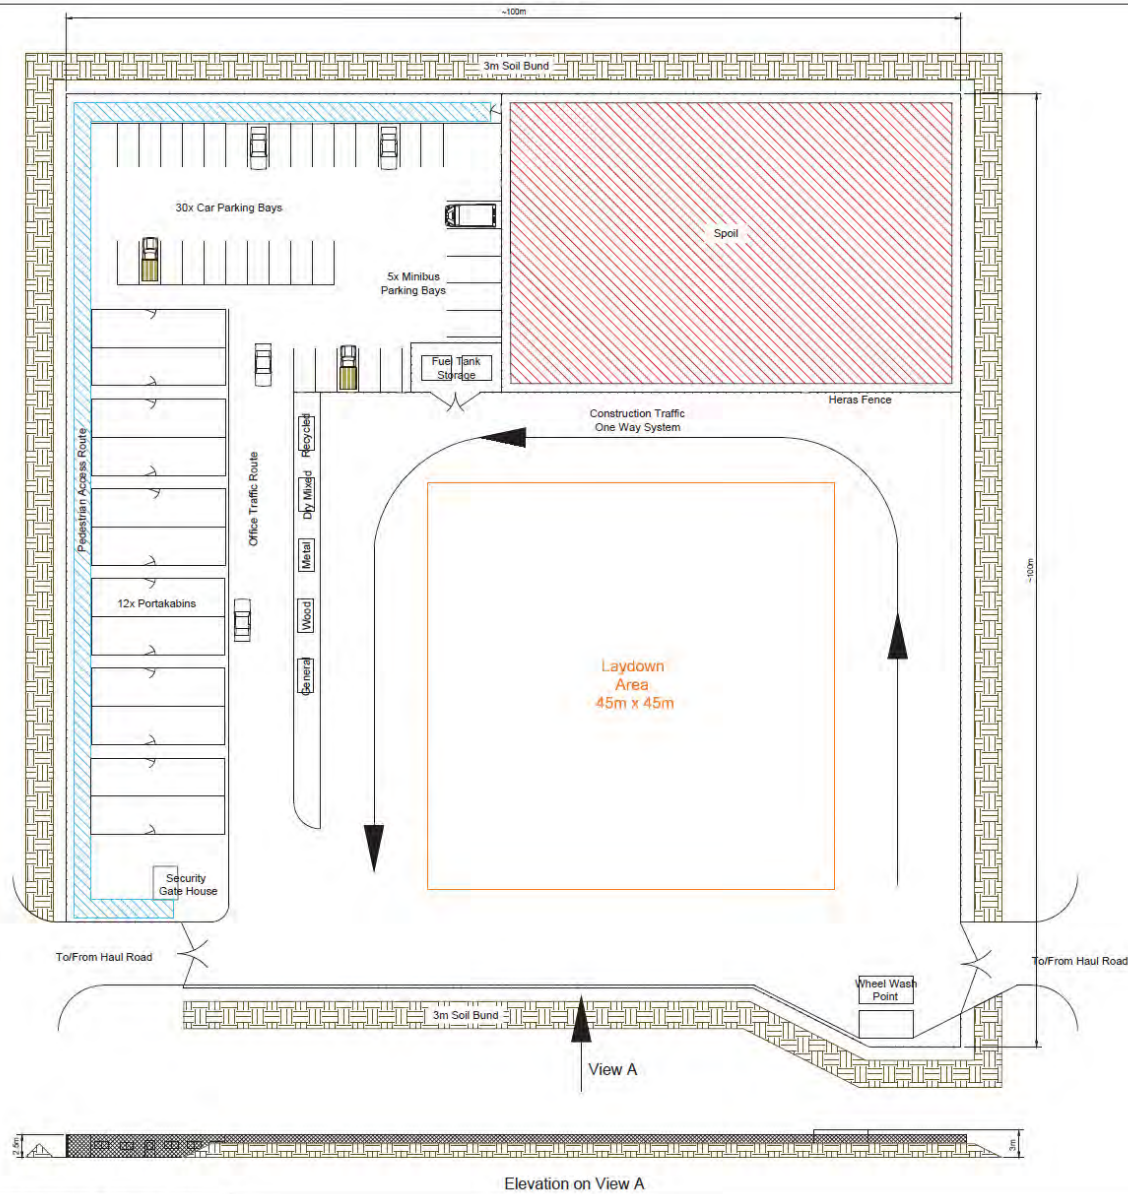 ~100m
3m Soil Bund
30x Car Parking Bays
Spoil
5x Minibus
Parking Bays
Fuel Tank
Storage
Heras Fence
Construction Traffic
One Way System
Recycled
Dry Mixed
Metal
Wood
General
Pedestrian Access Route
Office Traffic Route
~100m
12x Portakabins
Laydown
Area
45m x 45m
Security
Gate House
To/From Haul Road
To/From Haul Road
Wheel Wash
Point
3m Soil Bund
View A
2.5m
3m
Elevation on View A